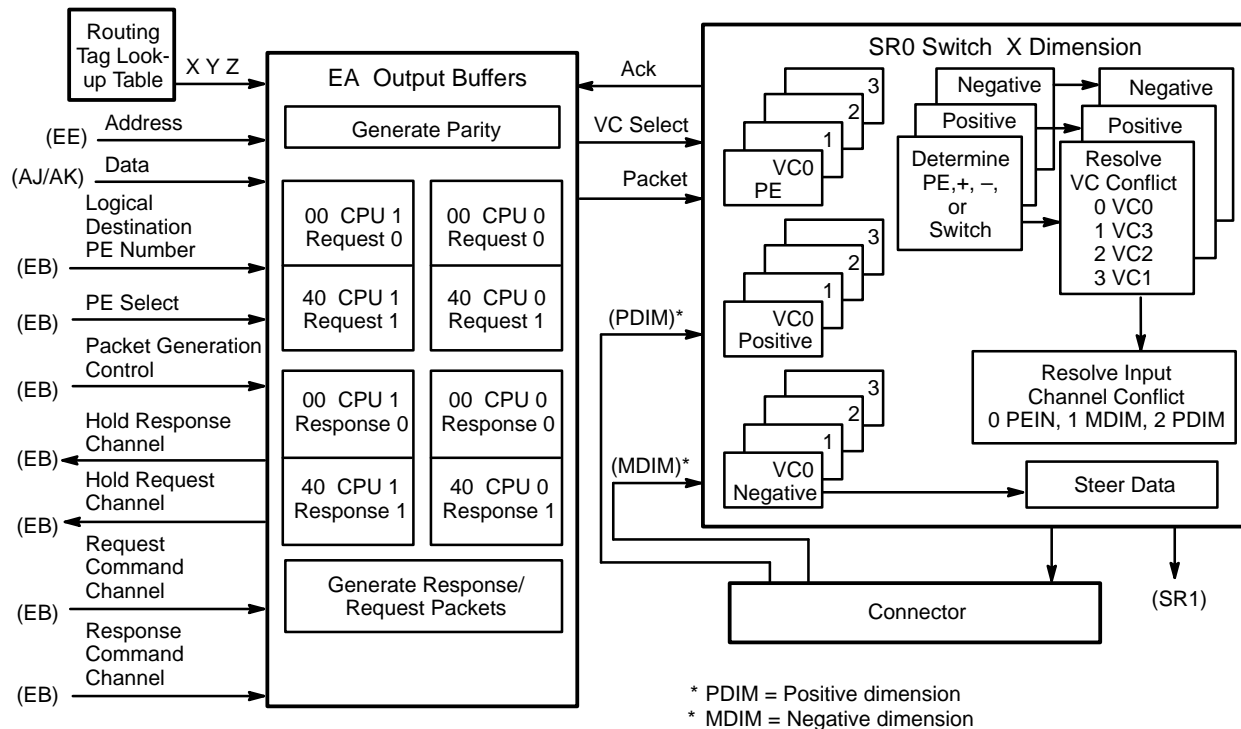 Routing
Tag Look-
up Table
X Y Z
(EE)
Address
(AJ/AK)
Data
Logical
Destination
PE Number
(EB)
PE Select
(EB)
Packet Generation
Control
(EB)
Hold Response
Channel
(EB)
Hold Request
Channel
(EB)
Request
Command
Channel
(EB)
Response
Command
Channel
(EB)
EA Output Buffers
Generate Parity
00 CPU 1
Request 0
00 CPU 0
Request 0
40 CPU 1
Request 1
40 CPU 0
Request 1
00 CPU 1
Response 0
00 CPU 0
Response 0
40 CPU 1
Response 1
40 CPU 0
Response 1
Generate Response/
Request Packets
Ack
VC Select
Packet
(PDIM)*
(MDIM)*
SR0 Switch X Dimension
3
2
1
VC0
PE
3
2
1
VC0
Positive
3
2
1
VC0
Negative
Negative
Positive
Determine
PE,+, –,
or
Switch
Negative
Positive
Resolve
VC Conflict
0 VC0
1 VC3
2 VC2
3 VC1
Resolve Input
Channel Conflict
0 PEIN, 1 MDIM, 2 PDIM
Steer Data
Connector
(SR1)
* PDIM = Positive dimension
* MDIM = Negative dimension